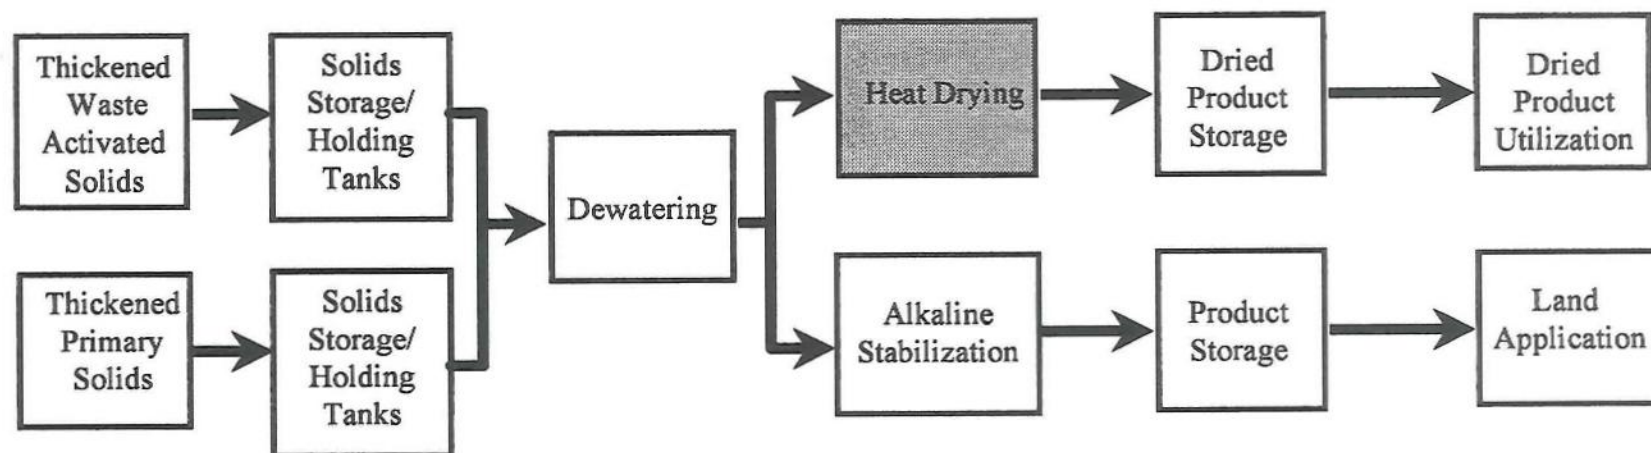 Thickened
Waste
Activated
Solids
Solids
Storage/
Holding
Tanks
Thickened
Primary
Solids
Solids
Storage/
Holding
Tanks
Dewatering
Heat Drying
Dried
Product
Storage
Dried
Product
Utilization
Alkaline
Stabilization
Product
Storage
Land
Application